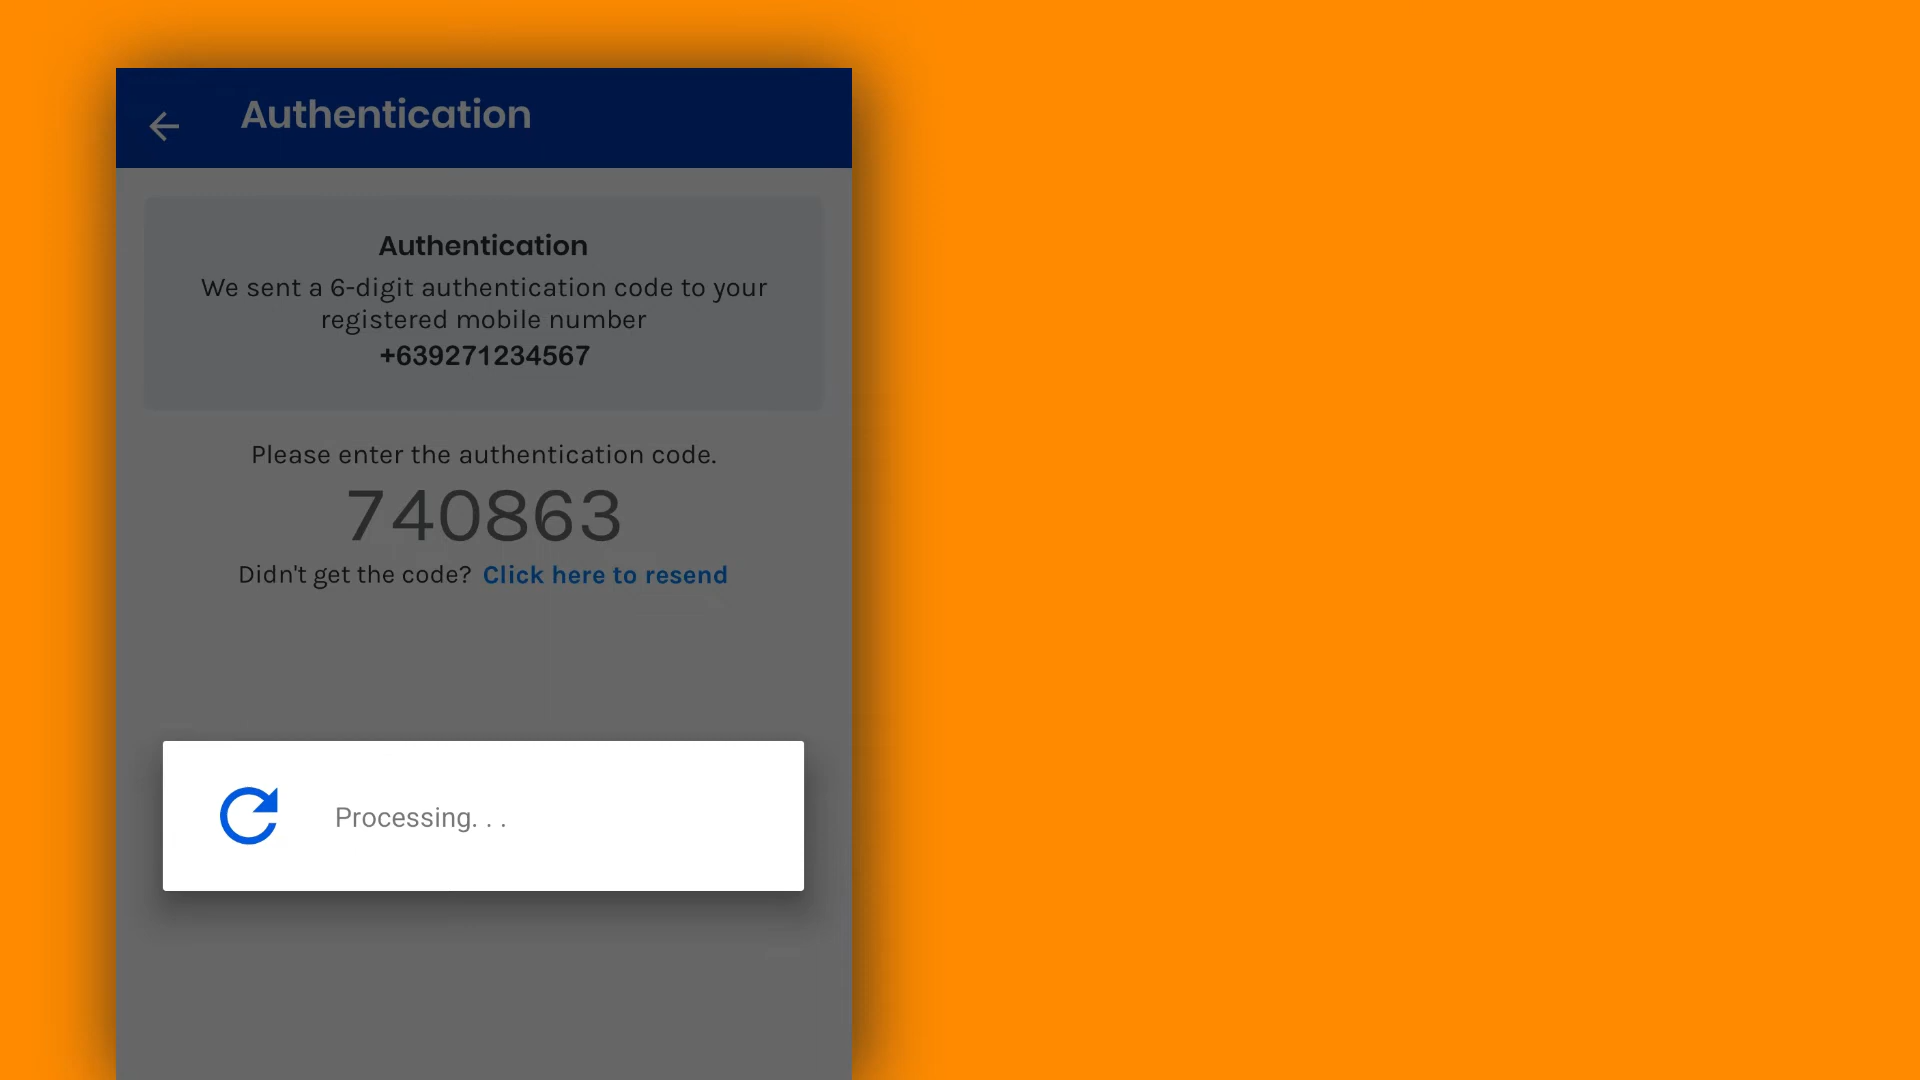 Authentication
Authentication
We sent a 6-digit authentication code to your
registered mobile number
+639271234567
Please enter the authentication code.
740863
Didn't get the code? Click here to resend
Processing. . .